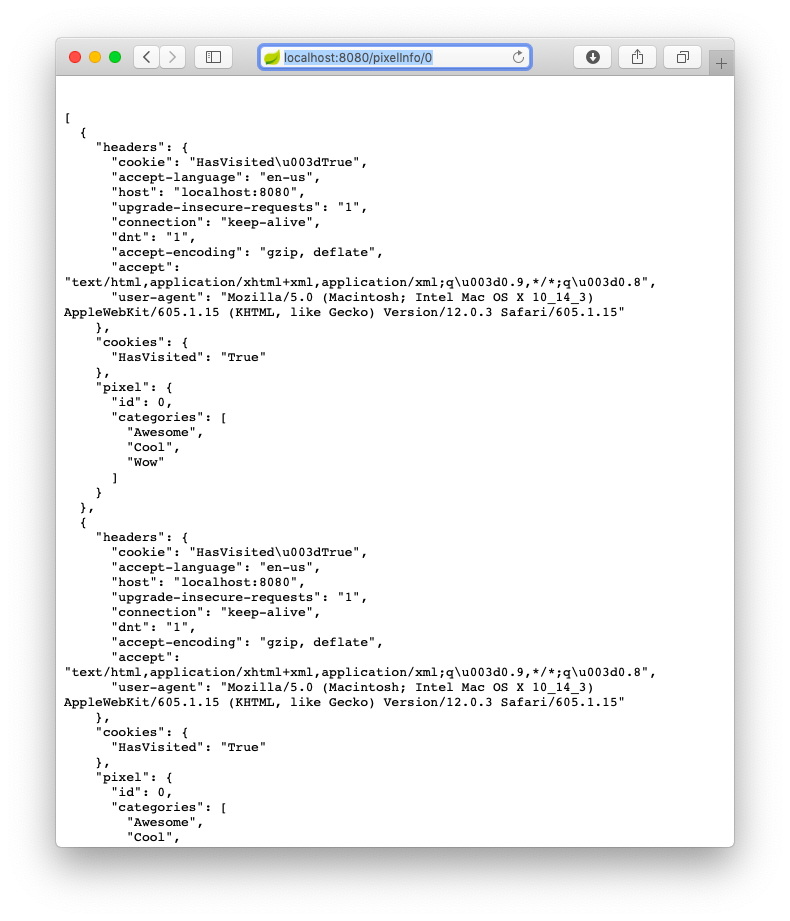 localhost:8080/pixelInfo/0
[
  {
    "headers": {
      "cookie": "HasVisited\u003dTrue",
      "accept-language": "en-us",
      "host": "localhost:8080",
      "upgrade-insecure-requests": "1",
      "connection": "keep-alive",
      "dnt": "1",
      "accept-encoding": "gzip, deflate",
      "accept":
"text/html,application/xhtml+xml,application/xml;q\u003d0.9,*/*;q\u003d0.8",
      "user-agent": "Mozilla/5.0 (Macintosh; Intel Mac OS X 10_14_3)
AppleWebKit/605.1.15 (KHTML, like Gecko) Version/12.0.3 Safari/605.1.15"
    },
    "cookies": {
      "HasVisited": "True"
    },
    "pixel": {
      "id": 0,
      "categories": [
        "Awesome",
        "Cool",
        "Wow"
      ]
    }
  },
  {
    "headers": {
      "cookie": "HasVisited\u003dTrue",
      "accept-language": "en-us",
      "host": "localhost:8080",
      "upgrade-insecure-requests": "1",
      "connection": "keep-alive",
      "dnt": "1",
      "accept-encoding": "gzip, deflate",
      "accept":
"text/html,application/xhtml+xml,application/xml;q\u003d0.9,*/*;q\u003d0.8",
      "user-agent": "Mozilla/5.0 (Macintosh; Intel Mac OS X 10_14_3)
AppleWebKit/605.1.15 (KHTML, like Gecko) Version/12.0.3 Safari/605.1.15"
    },
    "cookies": {
      "HasVisited": "True"
    },
    "pixel": {
      "id": 0,
      "categories": [
        "Awesome",
        "Cool",